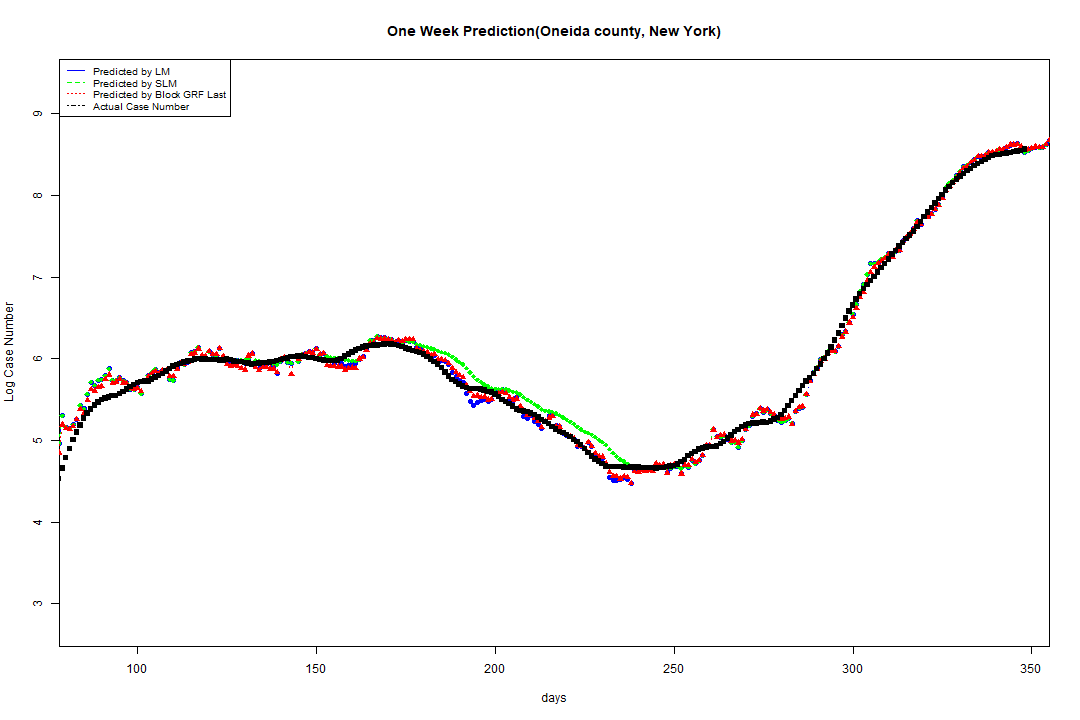 One Week Prediction(Oneida county, New York)
Predicted by LM
Predicted by SLM
Predicted by Block GRF Last
Actual Case Number
Log Case Number
9
8
7
6
5
4
3
100 150 200 250 300 350
days